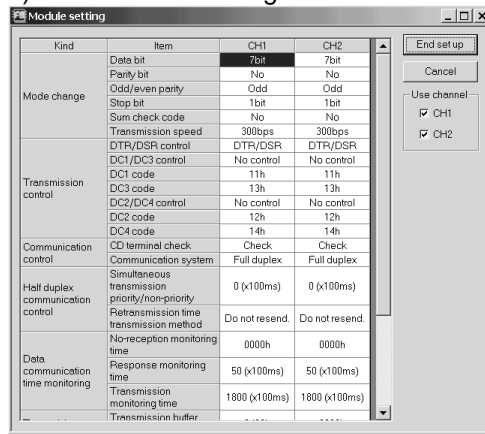 Module setting
Kind Item CH1 CH2
Mode change
Data bit 7bit 7bit
Parity bit No No
Odd/even parity Odd Odd
Stop bit 1bit 1bit
Sum check code No No
Transmission speed 300bps 300bps
Transmission
control
DTR/DSR control DTR/DSR DTR/DSR
DC1/DC3 control No control No control
DC1 code 11h 11h
DC3 code 13h 13h
DC2/DC4 control No control No control
DC2 code 12h 12h
DC4 code 14h 14h
Communication
control
CD terminal check Check Check
Communication system Full duplex Full duplex
Half duplex
communication
control
Simultaneous
transmission
priority/non-priority
0 (x100ms) 0 (x100ms)
Retransmission time
transmission method
Do not resend. Do not resend.
Data
communication
time monitoring
No-reception monitoring
time
0000h 0000h
Response monitoring
time
50 (x100ms) 50 (x100ms)
Transmission
monitoring time
1800 (x100ms) 1800 (x100ms)
Transmission buffer
End set up
Cancel
Use channel
CH1
CH2